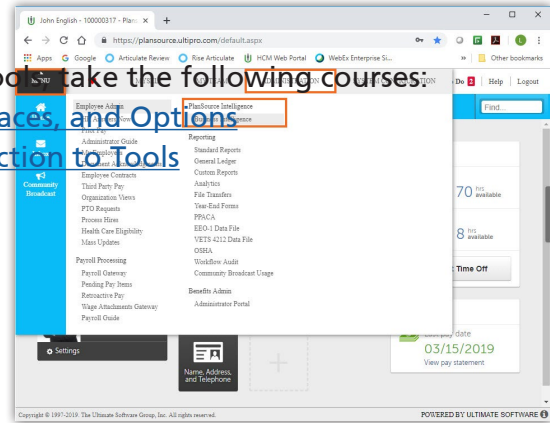 John English - 100000317 - Plans
https://plansource.ultipro.com/default.aspx
Apps Google Articulate Review Rise Articulate HCM Web Portal WebEx Enterprise Si... Other bookmarks
take the following courses:
MENU Do 2 Help Logout
Find...
and Options
ction to Tools
Employee Admin
Administrator Guide
Employee Contracts
Third Party Pay
Organization Views
PTO Requests
Process Hires
Health Care Eligibility
Mass Updates
Payroll Processing
Payroll Gateway
Pending Pay Items
Retroactive Pay
Wage Attachments Gateway
Payroll Guide
PlanSource Intelligence
Business Intelligence
Reporting
Standard Reports
General Ledger
Custom Reports
Analytics
File Transfers
Year-End Forms
PPACA
EEO-1 Data File
VETS 4212 Data File
OSHA
Workflow Audit
Community Broadcast Usage
Benefits Admin
Administrator Portal
Community
Broadcast
70 hrs available
8 hrs available
Time Off
pay date
03/15/2019
View pay statement
Settings
Name, Address,
and Telephone
Copyright © 1997-2019. The Ultimate Software Group, Inc. All rights reserved. POWERED BY ULTIMATE SOFTWARE